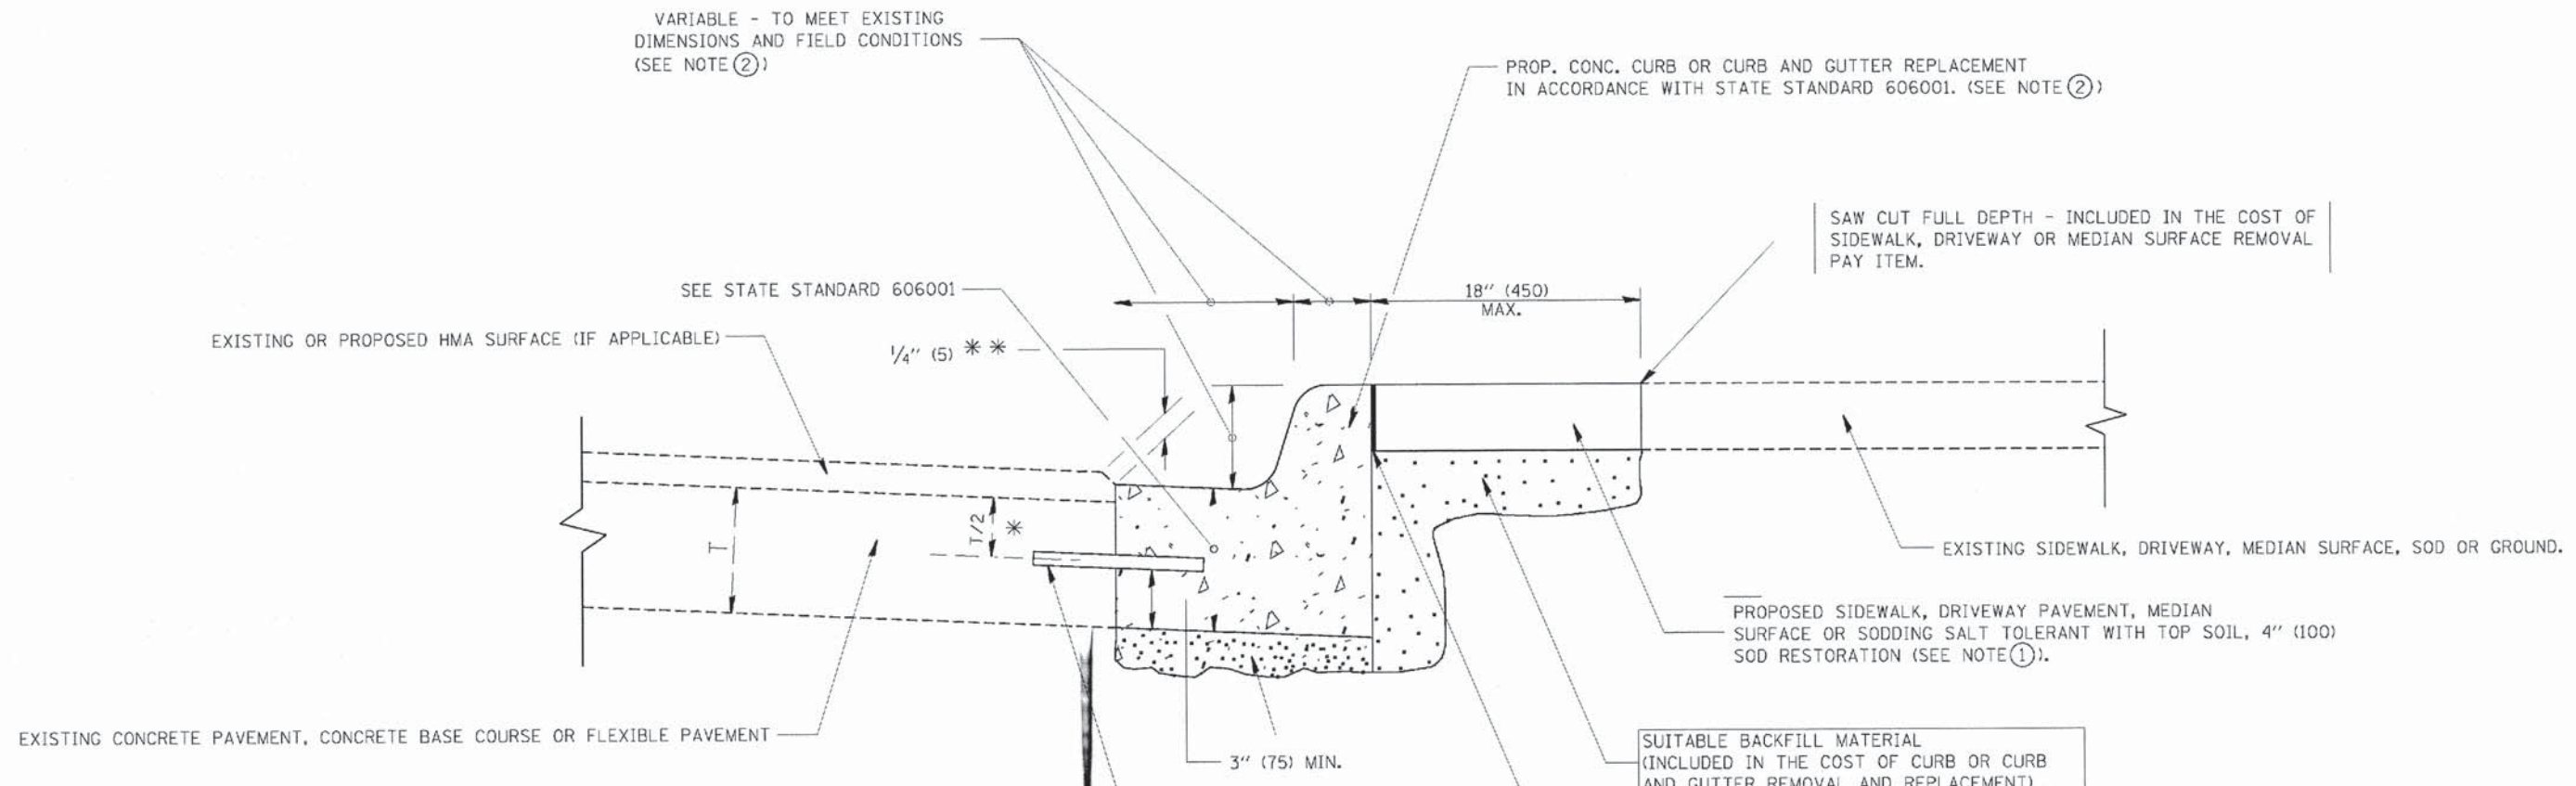 VARIABLE - TO MEET EXISTING
DIMENSIONS AND FIELD CONDITIONS
(SEE NOTE ②)
PROP. CONC. CURB OR CURB AND GUTTER REPLACEMENT
IN ACCORDANCE WITH STATE STANDARD 606001. (SEE NOTE ②)
SAW CUT FULL DEPTH - INCLUDED IN THE COST OF
SIDEWALK, DRIVEWAY OR MEDIAN SURFACE REMOVAL
PAY ITEM.
SEE STATE STANDARD 606001
18" (450)
MAX.
EXISTING OR PROPOSED HMA SURFACE (IF APPLICABLE)
1/4" (5) * *
T
T/2 *
EXISTING SIDEWALK, DRIVEWAY, MEDIAN SURFACE, SOD OR GROUND.
PROPOSED SIDEWALK, DRIVEWAY PAVEMENT, MEDIAN
SURFACE OR SODDING SALT TOLERANT WITH TOP SOIL, 4" (100)
SOD RESTORATION (SEE NOTE ①).
EXISTING CONCRETE PAVEMENT, CONCRETE BASE COURSE OR FLEXIBLE PAVEMENT
3" (75) MIN.
SUITABLE BACKFILL MATERIAL
(INCLUDED IN THE COST OF CURB OR CURB
AND GUTTER REMOVAL AND REPLACEMENT)